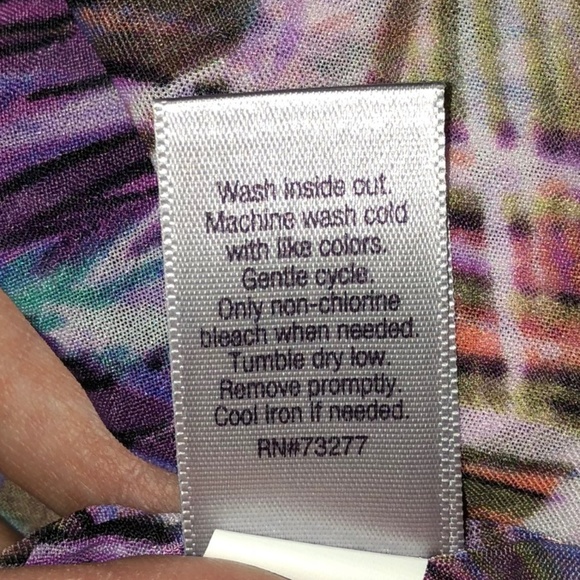 Wash inside out.
Machine wash cold
with like colors.
Gentle cycle.
Only non-chlorine
bleach when needed.
Tumble dry low.
Remove promptly.
Cool Iron if needed.
RN#73277